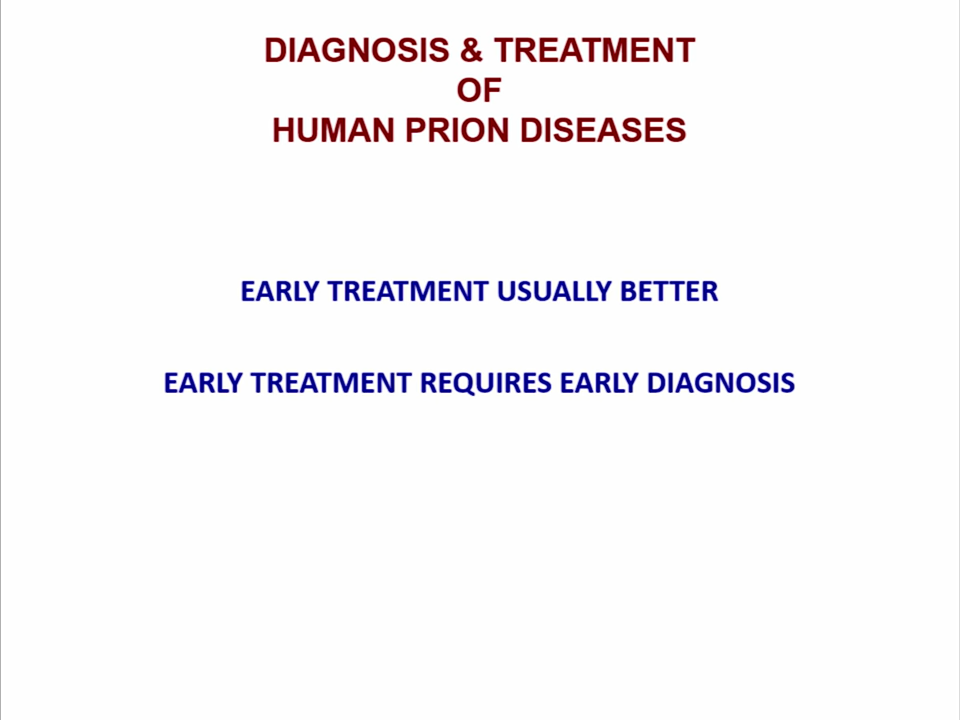 DIAGNOSIS & TREATMENT
OF
HUMAN PRION DISEASES
EARLY TREATMENT USUALLY BETTER
EARLY TREATMENT REQUIRES EARLY DIAGNOSIS